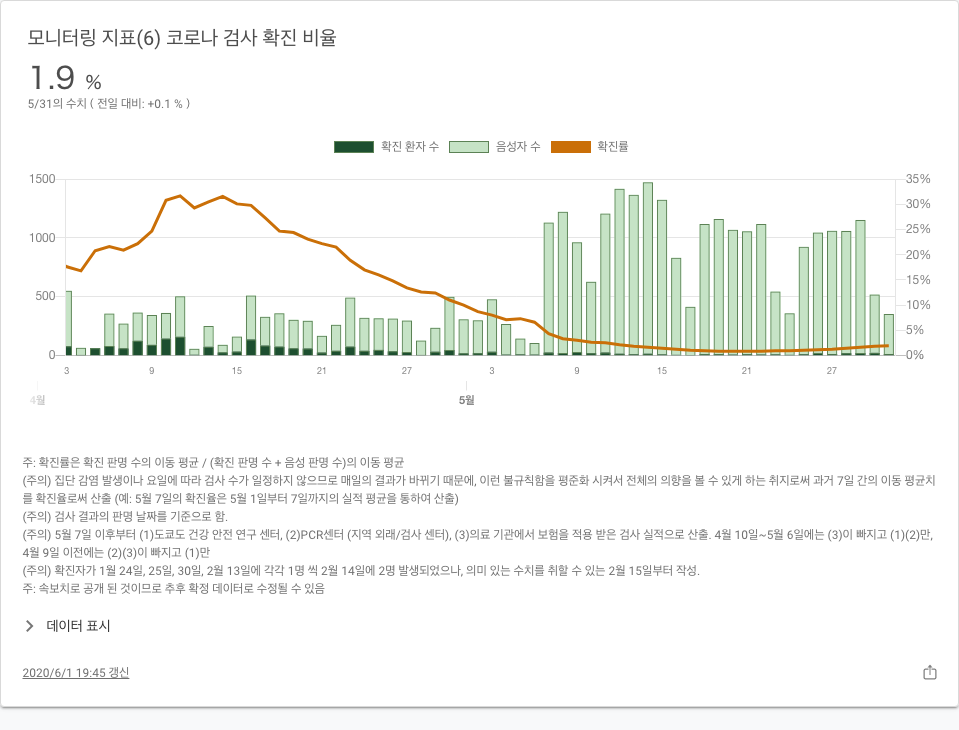 모니터링 지표(6) 코로나 검사 확진 비율
1.9 %
5/31의 수치 ( 전일 대비: +0.1 % )
확진 환자 수 음성자 수 확진률
1500 35%
30%
1000 25%
20%
500 15%
10%
5%
0 0%
3 9 15 21 27 3 9 15 21 27
4월 5월
주: 확진률은 확진 판명 수의 이동 평균 / (확진 판명 수 + 음성 판명 수)의 이동 평균
(주의) 집단 감염 발생이나 요일에 따라 검사 수가 일정하지 않으므로 매일의 결과가 바뀌기 때문에, 이런 불규칙함을 평준화 시켜서 전체의 의향을 볼 수 있게 하는 취지로써 과거 7일 간의 이동 평균치
를 확진율로써 산출 (예: 5월 7일의 확진율은 5월 1일부터 7일까지의 실적 평균을 통하여 산출)
(주의) 검사 결과의 판명 날짜를 기준으로 함.
(주의) 5월 7일 이후부터 (1)도쿄도 건강 안전 연구 센터, (2)PCR센터 (지역 외래/검사 센터), (3)의료 기관에서 보험을 적용 받은 검사 실적으로 산출. 4월 10일~5월 6일에는 (3)이 빠지고 (1)(2)만,
4월 9일 이전에는 (2)(3)이 빠지고 (1)만
(주의) 확진자가 1월 24일, 25일, 30일, 2월 13일에 각각 1명 씩 2월 14일에 2명 발생되었으나, 의미 있는 수치를 취할 수 있는 2월 15일부터 작성.
주: 속보치로 공개 된 것이므로 추후 확정 데이터로 수정될 수 있음
데이터 표시
2020/6/1 19:45 갱신